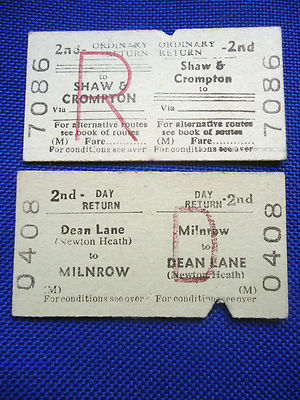 2nd - ORDINARY RETURN
ORDINARY RETURN - 2nd
R
7086
to
SHAW & CROMPTON
Via
For alternative routes
see book of routes
(M) Fare
For conditions see over
Shaw & Crompton
to
Via
For alternative routes
see book of routes
(M) Fare
For conditions see over
7086
2nd - DAY RETURN
DAY RETURN - 2nd
0408
Dean Lane
(Newton Heath)
to
MILNROW
(M)
For conditions see over
D
Milnrow
to
DEAN LANE
(Newton Heath)
(M)
For conditions see over
0408